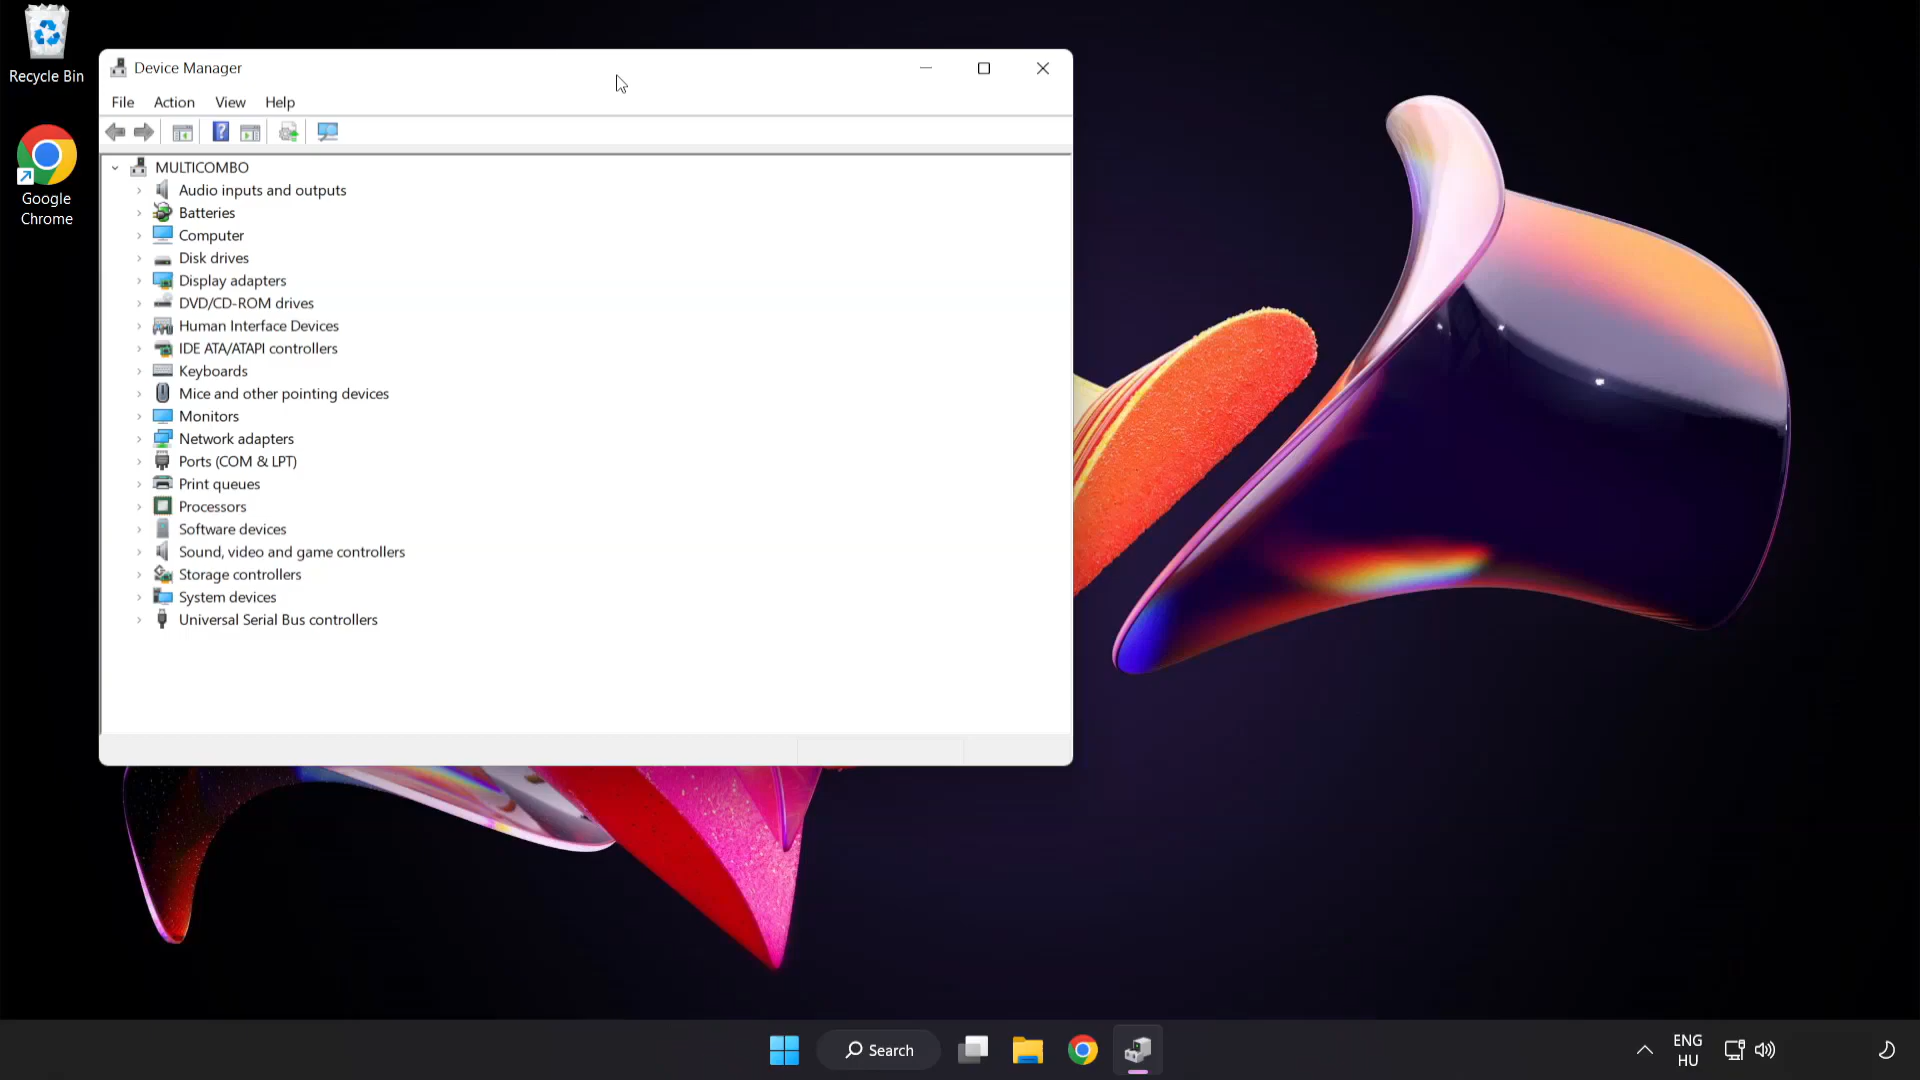 Recycle Bin
Google
Chrome
Device Manager
File Action View Help
MULTICOMBO
Audio inputs and outputs
Batteries
Computer
Disk drives
Display adapters
DVD/CD-ROM drives
Human Interface Devices
IDE ATA/ATAPI controllers
Keyboards
Mice and other pointing devices
Monitors
Network adapters
Ports (COM & LPT)
Print queues
Processors
Software devices
Sound, video and game controllers
Storage controllers
System devices
Universal Serial Bus controllers
Search
ENG
HU